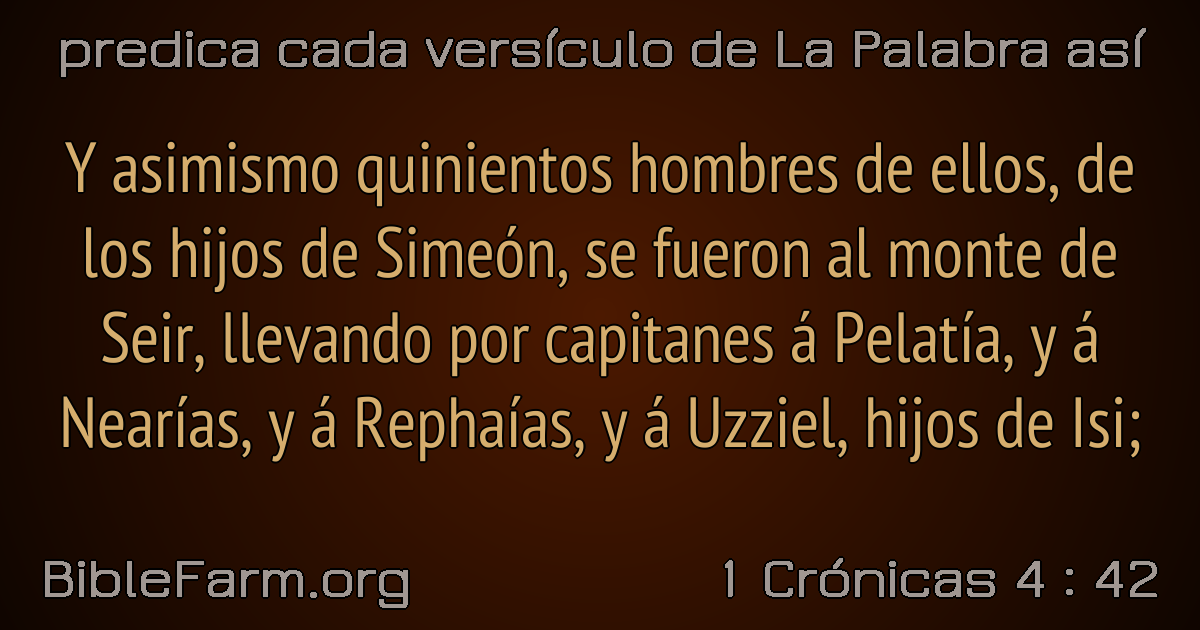 predica cada versículo de La Palabra así
Y asimismo quinientos hombres de ellos, de
los hijos de Simeón, se fueron al monte de
Seir, llevando por capitanes á Pelatía, y á
Nearías, y á Rephaías, y á Uzziel, hijos de Isi;
BibleFarm.org
1 Crónicas 4 : 42